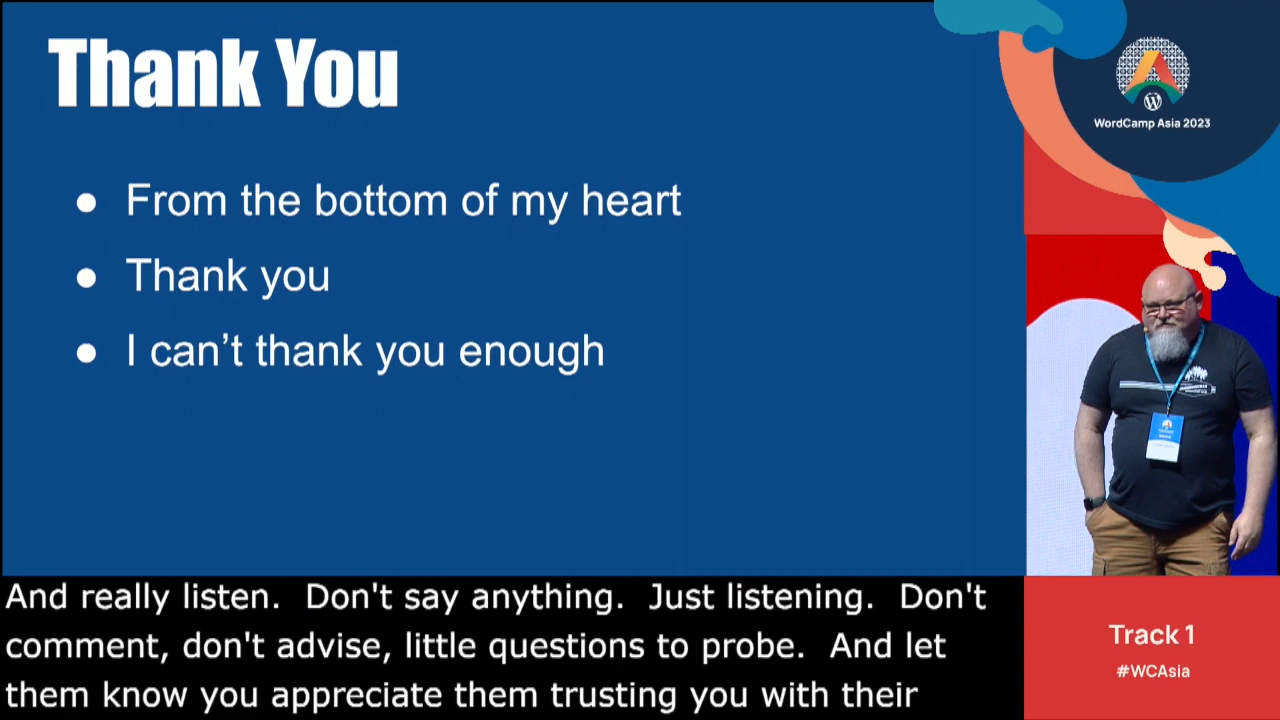 Thank You
● From the bottom of my heart
● Thank you
● I can’t thank you enough
WordCamp Asia 2023
And really listen.  Don't say anything.  Just listening.  Don't
comment, don't advise, little questions to probe.  And let
them know you appreciate them trusting you with their
Track 1
#WCAsia